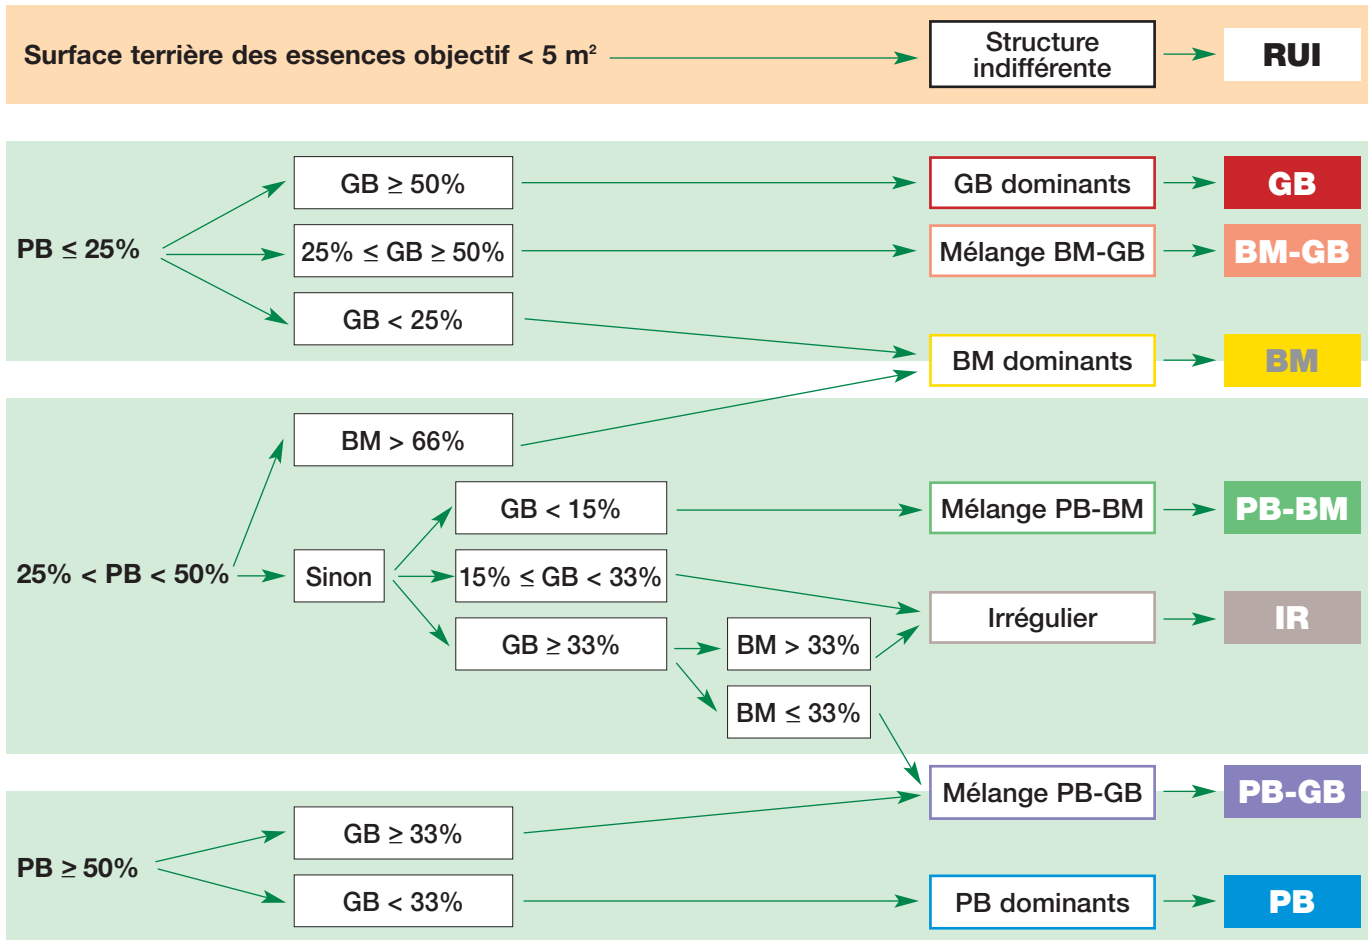 Surface terrière des essences objectif < 5 m²
Structure
indifférente
RUI
GB ≥ 50%
GB dominants
GB
PB ≤ 25%
25% ≤ GB ≥ 50%
Mélange BM-GB
BM-GB
GB < 25%
BM dominants
BM
BM > 66%
GB < 15%
Mélange PB-BM
PB-BM
25% < PB < 50%
Sinon
15% ≤ GB < 33%
Irrégulier
IR
GB ≥ 33%
BM > 33%
BM ≤ 33%
Mélange PB-GB
PB-GB
GB ≥ 33%
PB ≥ 50%
GB < 33%
PB dominants
PB